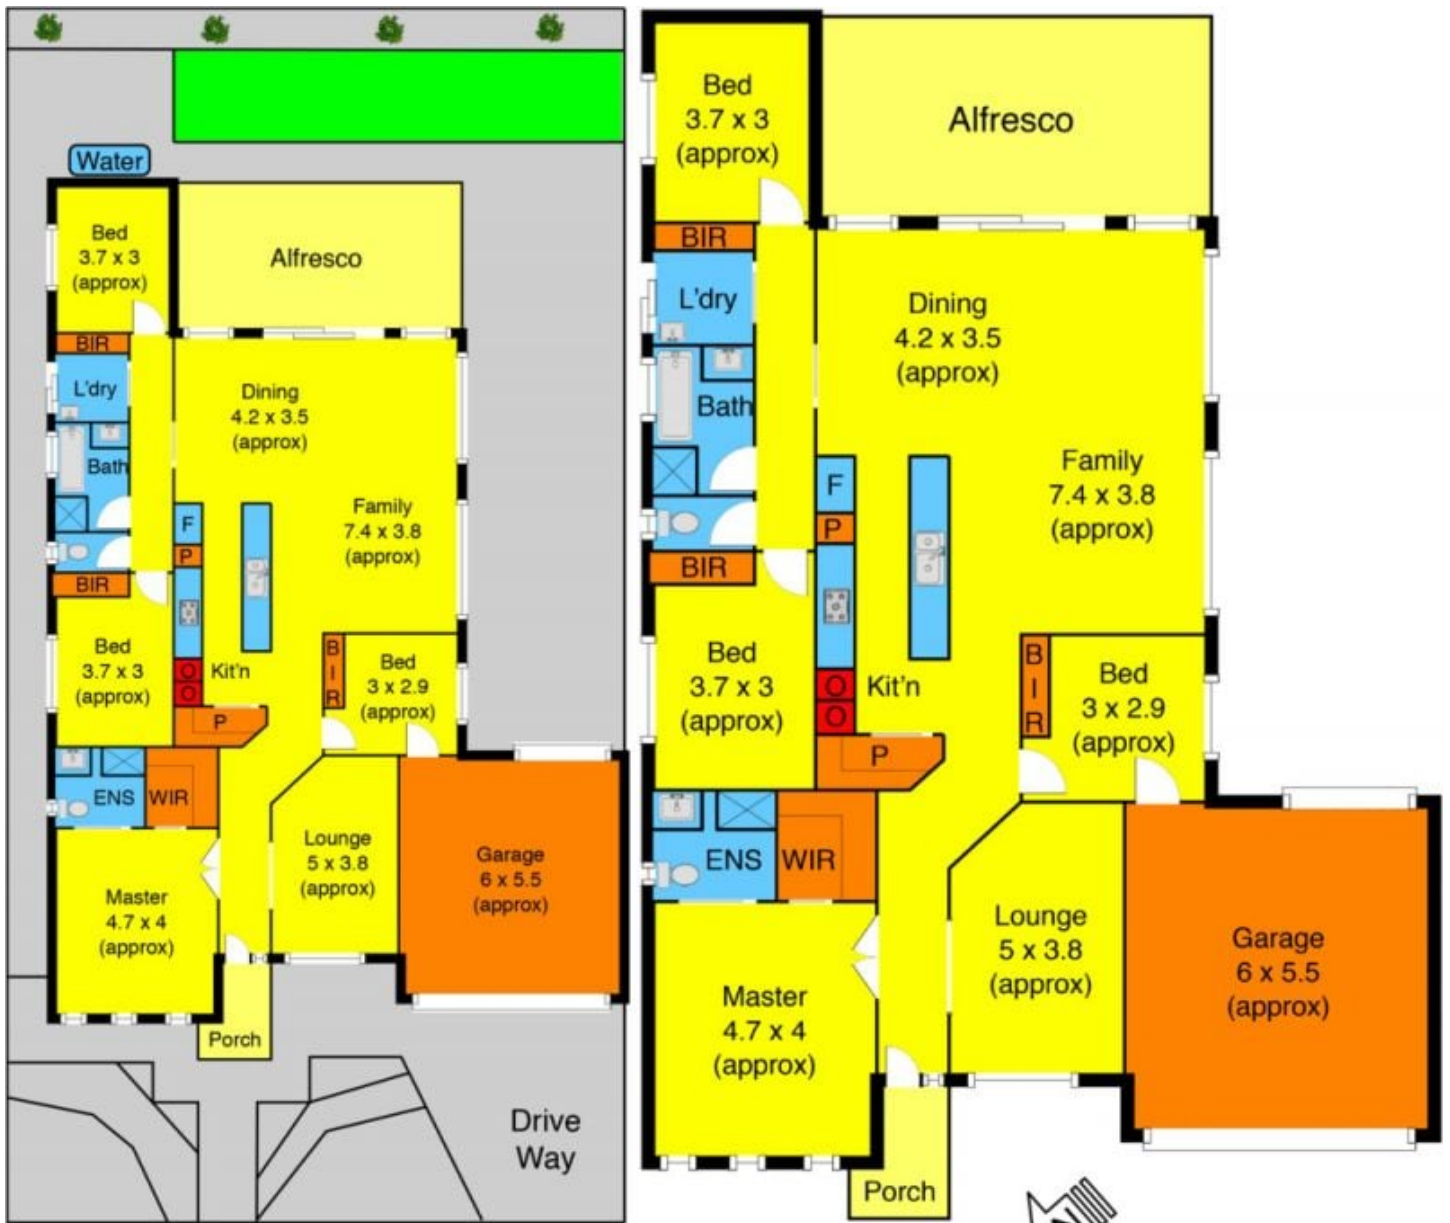 Water
Bed
3.7 x 3
(approx)
Alfresco
BIR
L'dry
Dining
4.2 x 3.5
(approx)
Bath
Family
7.4 x 3.8
(approx)
F
P
BIR
Bed
3.7 x 3
(approx)
O
O
Kit'n
B
I
R
Bed
3 x 2.9
(approx)
P
ENS
WIR
Lounge
5 x 3.8
(approx)
Garage
6 x 5.5
(approx)
Master
4.7 x 4
(approx)
Porch
Drive
Way
Bed
3.7 x 3
(approx)
Alfresco
BIR
L'dry
Dining
4.2 x 3.5
(approx)
Bath
Family
7.4 x 3.8
(approx)
F
P
BIR
Bed
3.7 x 3
(approx)
O
O
Kit'n
B
I
R
Bed
3 x 2.9
(approx)
P
ENS
WIR
Lounge
5 x 3.8
(approx)
Garage
6 x 5.5
(approx)
Master
4.7 x 4
(approx)
Porch